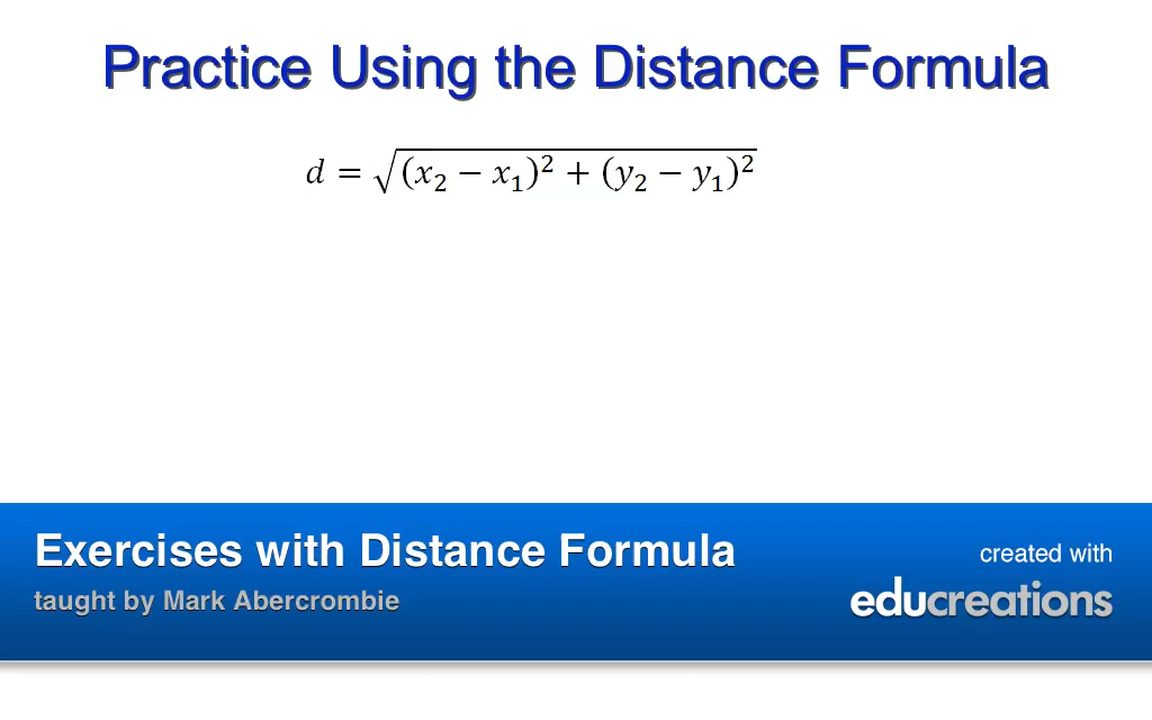 Practice Using the Distance Formula
d = √(x₂ − x₁)² + (y₂ − y₁)²
Exercises with Distance Formula
taught by Mark Abercrombie
created with
educreations